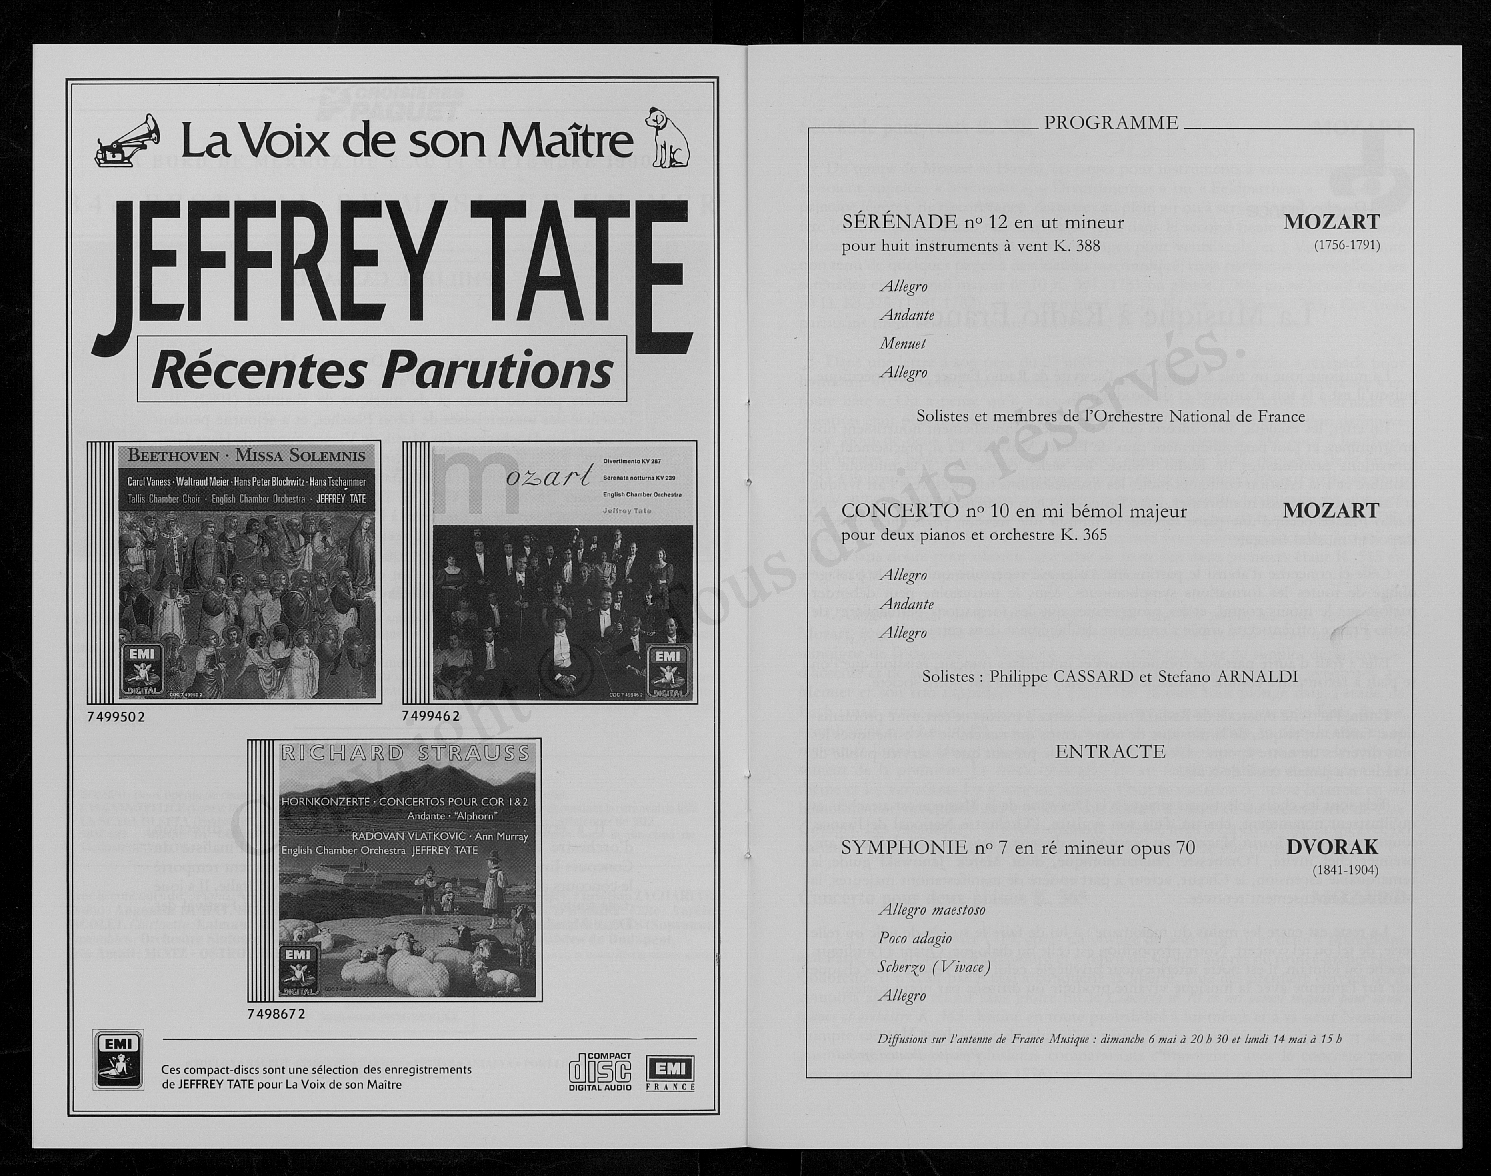 La Voix de son Maître
JEFFREY TATE
Récentes Parutions
BEETHOVEN · MISSA SOLEMNIS
Carol Vaness · Waltraud Meier · Hans Peter Blochwitz · Hans Tschammer
Tallis Chamber Choir · English Chamber Orchestra · JEFFREY TATE
EMI
DIGITAL
7499502
mozart
Divertimento KV 287
Serenata notturna KV 239
English Chamber Orchestra
Jeffrey Tate
EMI
DIGITAL
7499462
RICHARD STRAUSS
HORNKONZERTE · CONCERTOS POUR COR 1 & 2
Andante · "Alphorn"
RADOVAN VLATKOVIC · Ann Murray
English Chamber Orchestra JEFFREY TATE
EMI
DIGITAL
7498672
EMI
Ces compact-discs sont une sélection des enregistrements
de JEFFREY TATE pour La Voix de son Maître
COMPACT
disc
DIGITAL AUDIO
EMI
FRANCE
PROGRAMME
SÉRÉNADE nº 12 en ut mineur MOZART
pour huit instruments à vent K. 388 (1756-1791)
Allegro
Andante
Menuet
Allegro
Solistes et membres de l'Orchestre National de France
CONCERTO nº 10 en mi bémol majeur MOZART
pour deux pianos et orchestre K. 365
Allegro
Andante
Allegro
Solistes : Philippe CASSARD et Stefano ARNALDI
ENTRACTE
SYMPHONIE nº 7 en ré mineur opus 70 DVORAK
(1841-1904)
Allegro maestoso
Poco adagio
Scherzo (Vivace)
Allegro
Diffusions sur l'antenne de France Musique : dimanche 6 mai à 20 h 30 et lundi 14 mai à 15 h
Copyright © Tous droits réservés.